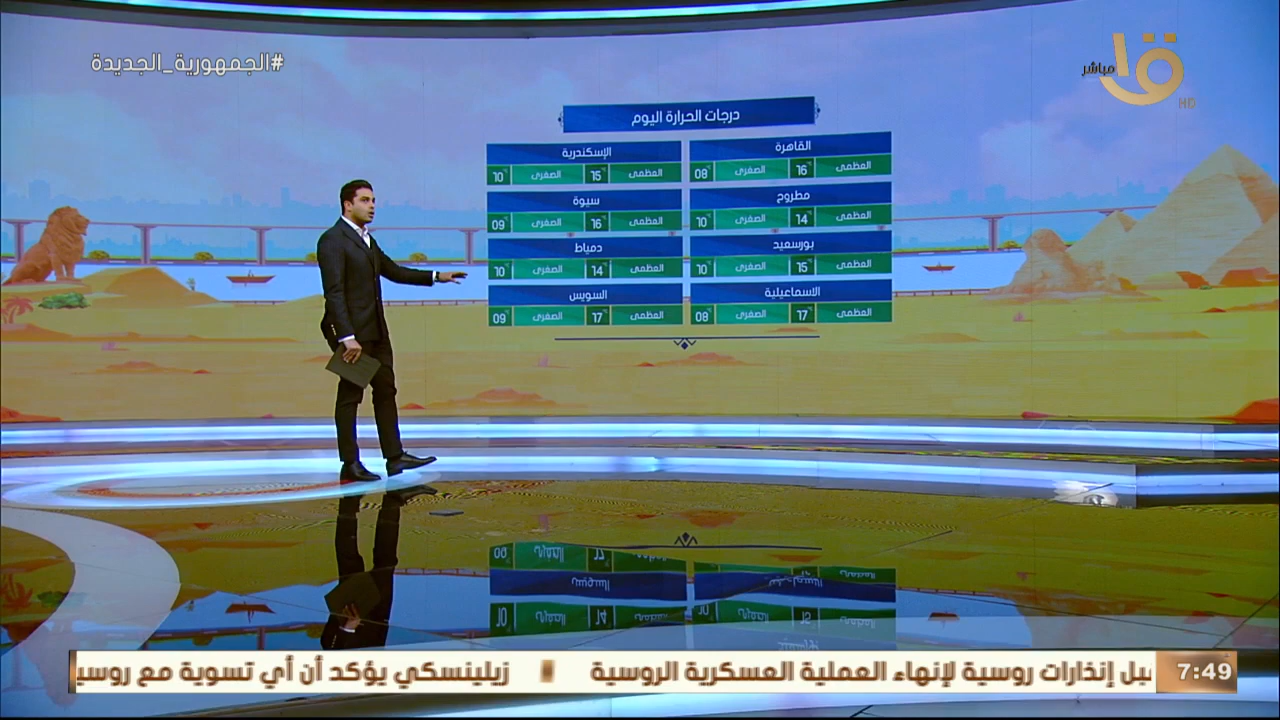 #الجمهورية_الجديدة
مباشر
HD
درجات الحرارة اليوم
القاهرة
العظمى 16 الصغرى 08
الإسكندرية
العظمى 15 الصغرى 10
مطروح
العظمى 14 الصغرى 10
سيوة
العظمى 16 الصغرى 09
بورسعيد
العظمى 15 الصغرى 10
دمياط
العظمى 14 الصغرى 10
الاسماعيلية
العظمى 17 الصغرى 08
السويس
العظمى 17 الصغرى 09
7:49 إنذارات روسية لإنهاء العملية العسكرية الروسية زيلينسكي يؤكد أن أي تسوية مع